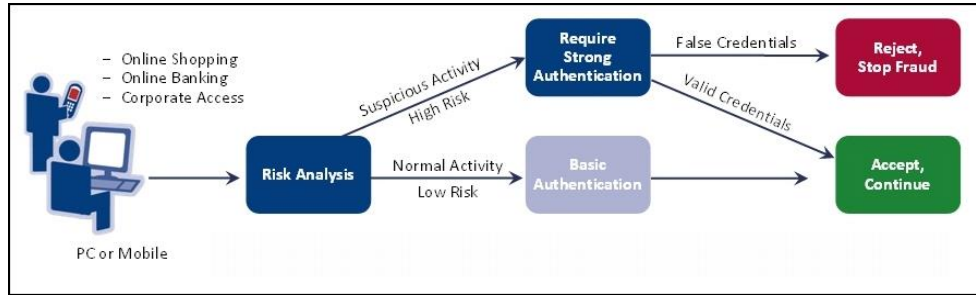 – Online Shopping
– Online Banking
– Corporate Access
PC or Mobile
Risk Analysis
Suspicious Activity
High Risk
Normal Activity
Low Risk
Require
Strong
Authentication
Basic
Authentication
False Credentials
Valid Credentials
Reject,
Stop Fraud
Accept,
Continue